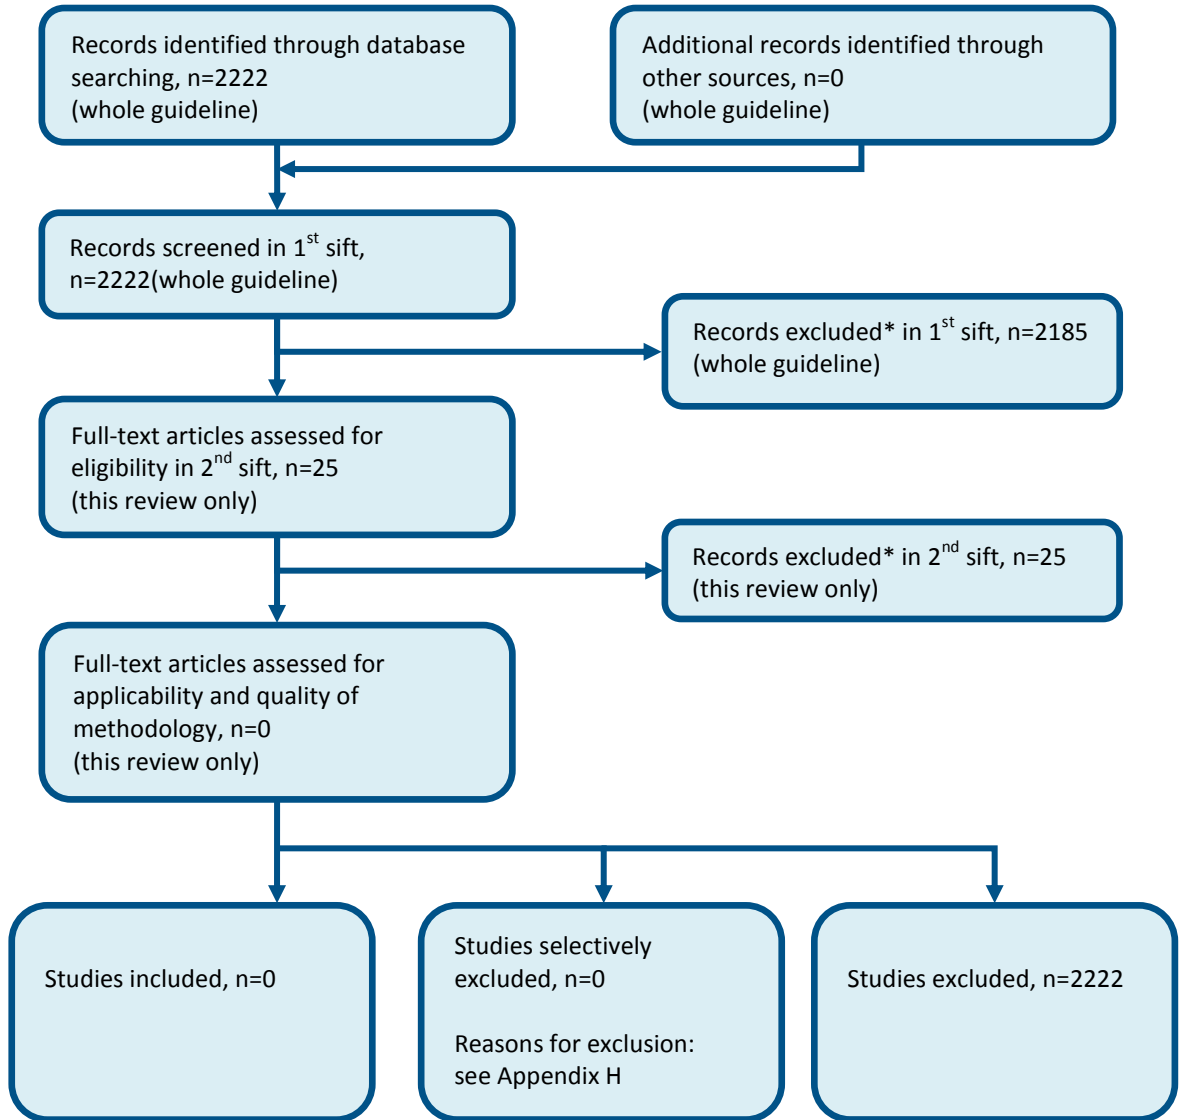 Records identified through database
searching, n=2222
(whole guideline)
Additional records identified through
other sources, n=0
(whole guideline)
Records screened in 1st sift,
n=2222(whole guideline)
Records excluded* in 1st sift, n=2185
(whole guideline)
Full-text articles assessed for
eligibility in 2nd sift, n=25
(this review only)
Records excluded* in 2nd sift, n=25
(this review only)
Full-text articles assessed for
applicability and quality of
methodology, n=0
(this review only)
Studies included, n=0
Studies selectively
excluded, n=0
Reasons for exclusion:
see Appendix H
Studies excluded, n=2222